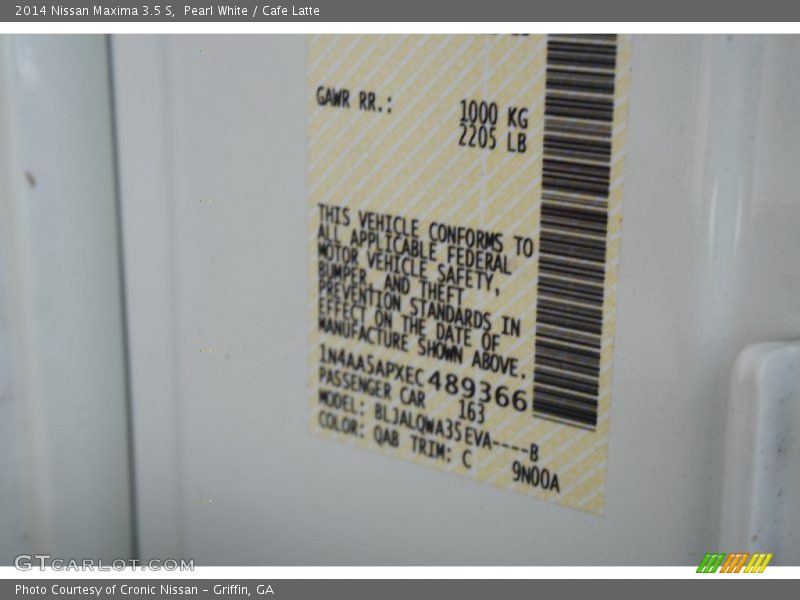 2014 Nissan Maxima 3.5 S,  Pearl White / Cafe Latte
GAWR RR.: 1000 KG
2205 LB
THIS VEHICLE CONFORMS TO
ALL APPLICABLE FEDERAL
MOTOR VEHICLE SAFETY,
BUMPER, AND THEFT
PREVENTION STANDARDS IN
EFFECT ON THE DATE OF
MANUFACTURE SHOWN ABOVE.
1N4AA5APXEC489366
PASSENGER CAR 163
MODEL: BLJALQWA35EVA----B
COLOR: QAB TRIM: C 9N00A
GTCARLOT.COM
Photo Courtesy of Cronic Nissan - Griffin, GA